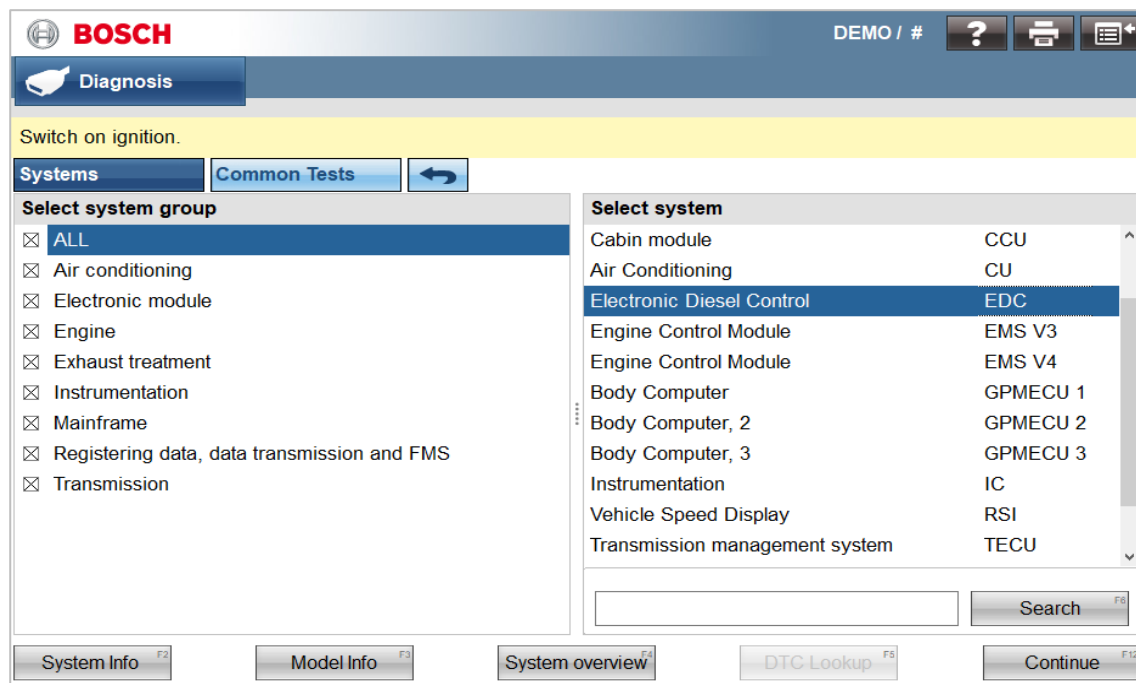 BOSCH
DEMO / #
?
Diagnosis
Switch on ignition.
Systems
Common Tests
Select system group
ALL
Air conditioning
Electronic module
Engine
Exhaust treatment
Instrumentation
Mainframe
Registering data, data transmission and FMS
Transmission
Select system
Cabin module CCU
Air Conditioning CU
Electronic Diesel Control EDC
Engine Control Module EMS V3
Engine Control Module EMS V4
Body Computer GPMECU 1
Body Computer, 2 GPMECU 2
Body Computer, 3 GPMECU 3
Instrumentation IC
Vehicle Speed Display RSI
Transmission management system TECU
Search F6
System Info F2
Model Info F3
System overview F4
DTC Lookup F5
Continue F12